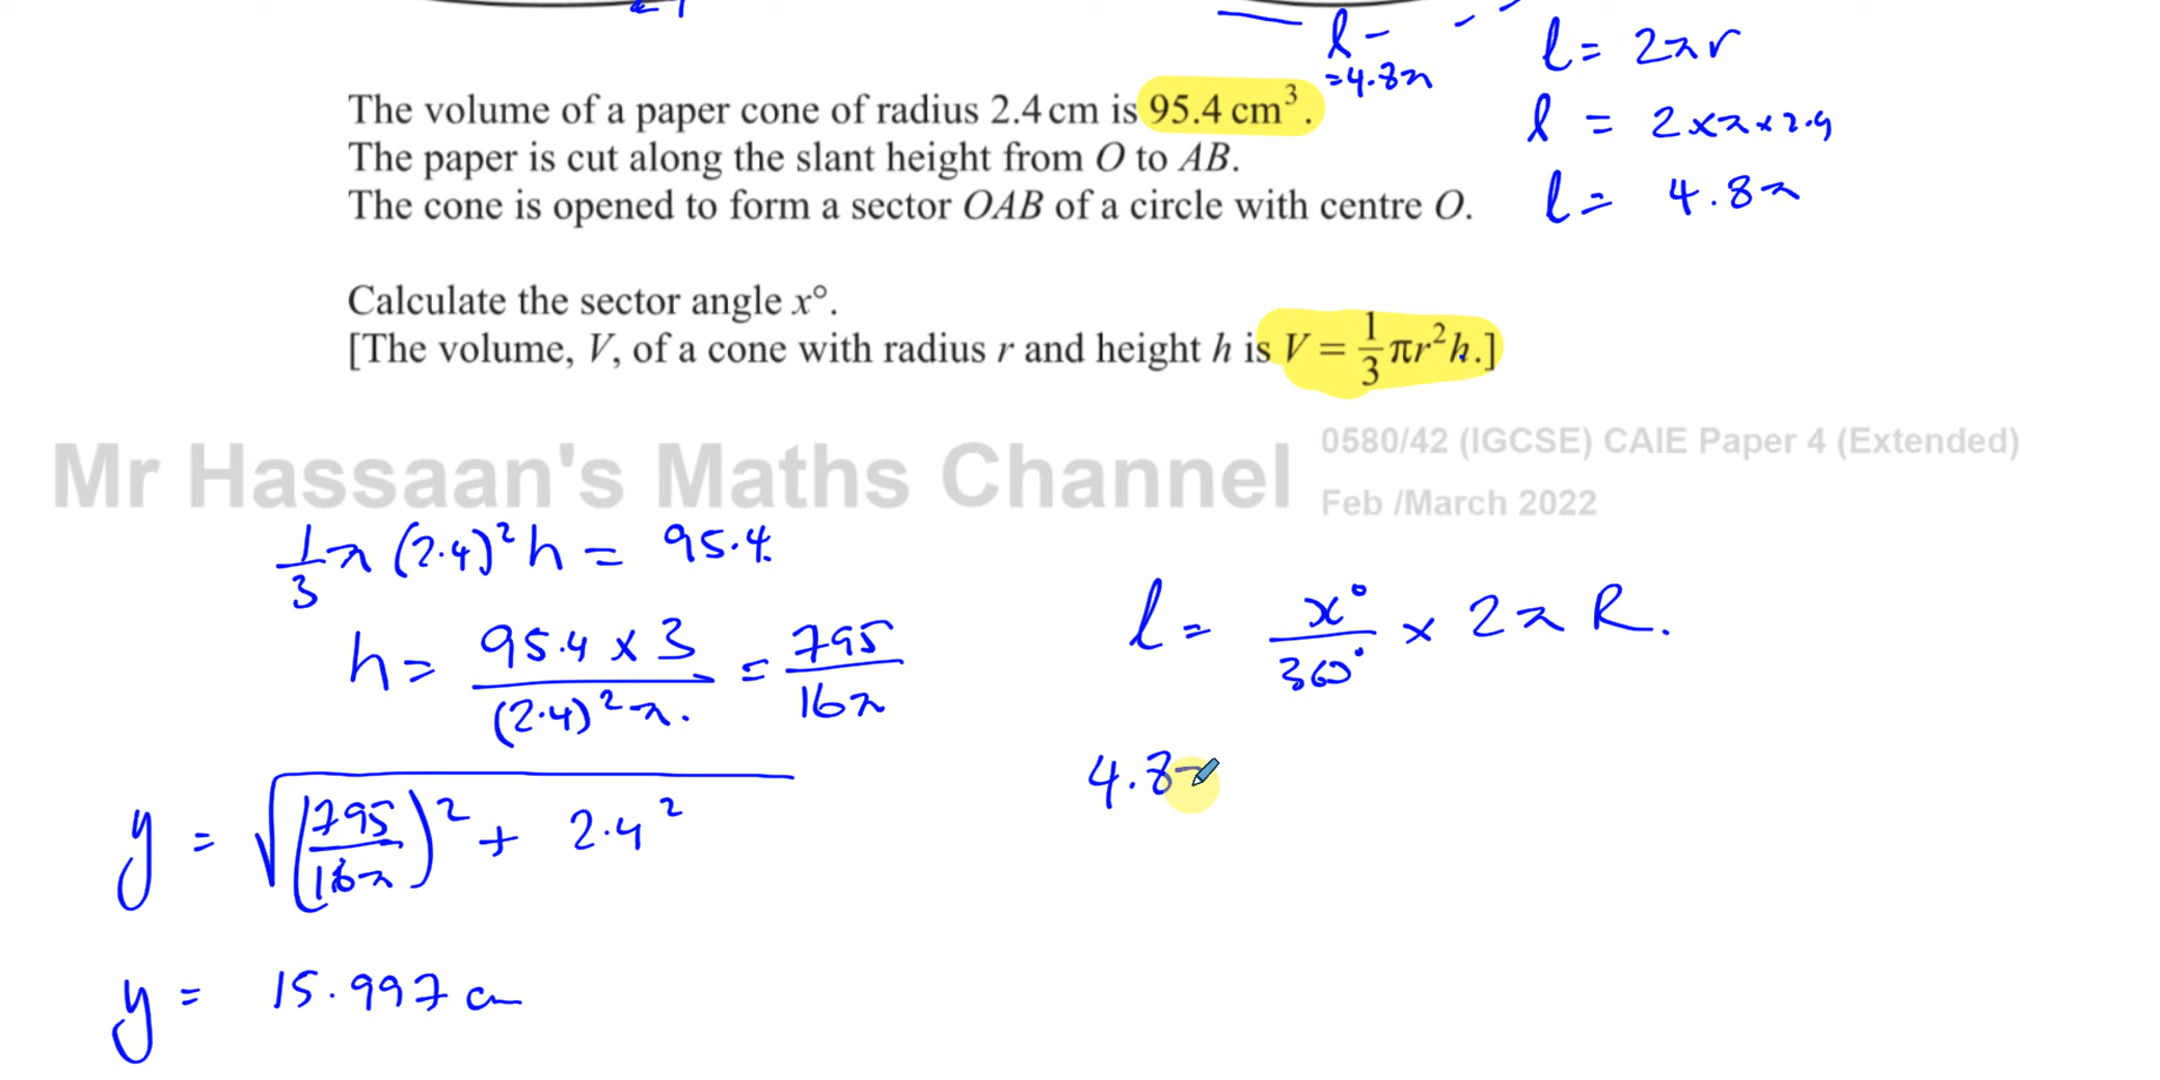 l =
= 4.8π
l = 2πr
The volume of a paper cone of radius 2.4 cm is 95.4 cm³.
l = 2×π×2.4
The paper is cut along the slant height from O to AB.
The cone is opened to form a sector OAB of a circle with centre O.
l = 4.8π
Calculate the sector angle x°.
[The volume, V, of a cone with radius r and height h is V = 1/3 πr²h.]
Mr Hassaan's Maths Channel
0580/42 (IGCSE) CAIE Paper 4 (Extended)
Feb /March 2022
1/3 π (2.4)² h = 95.4
h = 95.4 × 3 / (2.4)² π. = 795 / 16π
y = √((795/16π)² + 2.4²)
y = 15.997 cm
l = x°/360° × 2πR.
4.8π